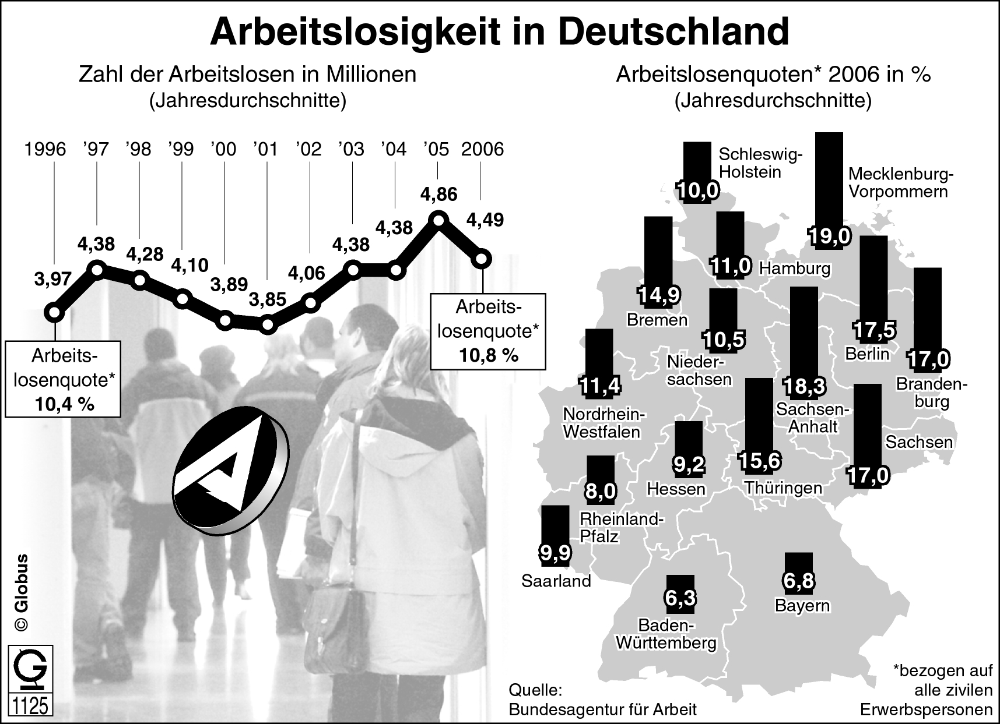 Arbeitslosigkeit in Deutschland
Zahl der Arbeitslosen in Millionen
(Jahresdurchschnitte)
1996 ’97 ’98 ’99 ’00 ’01 ’02 ’03 ’04 ’05 2006
3,97
4,38
4,28
4,10
3,89
3,85
4,06
4,38
4,38
4,86
4,49
Arbeits-
losenquote*
10,4 %
Arbeits-
losenquote*
10,8 %
© Globus
G
1125
Arbeitslosenquoten* 2006 in %
(Jahresdurchschnitte)
10,0
Schleswig-
Holstein
19,0
Mecklenburg-
Vorpommern
11,0
Hamburg
14,9
Bremen
10,5
Nieder-
sachsen
17,5
Berlin
17,0
Branden-
burg
11,4
Nordrhein-
Westfalen
18,3
Sachsen-
Anhalt
17,0
Sachsen
9,2
Hessen
15,6
Thüringen
8,0
Rheinland-
Pfalz
9,9
Saarland
6,3
Baden-
Württemberg
6,8
Bayern
Quelle:
Bundesagentur für Arbeit
*bezogen auf
alle zivilen
Erwerbspersonen